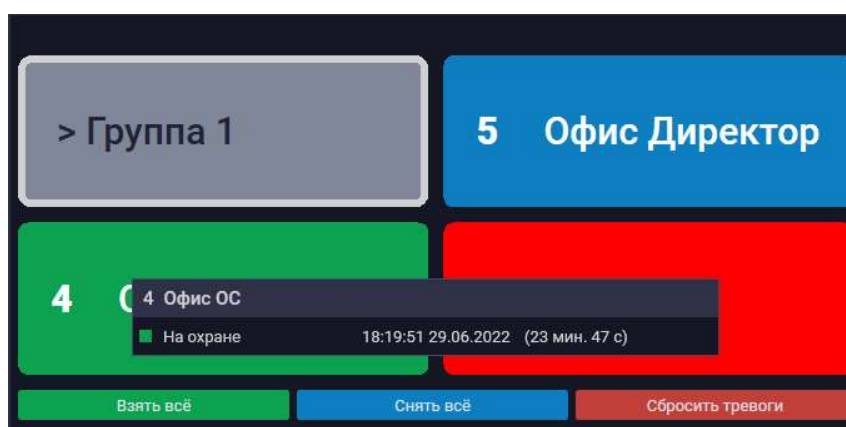 > Группа 1
5 Офис Директор
4
4 Офис ОС
На охране 18:19:51 29.06.2022 (23 мин. 47 с)
Взять всё Снять всё Сбросить тревоги